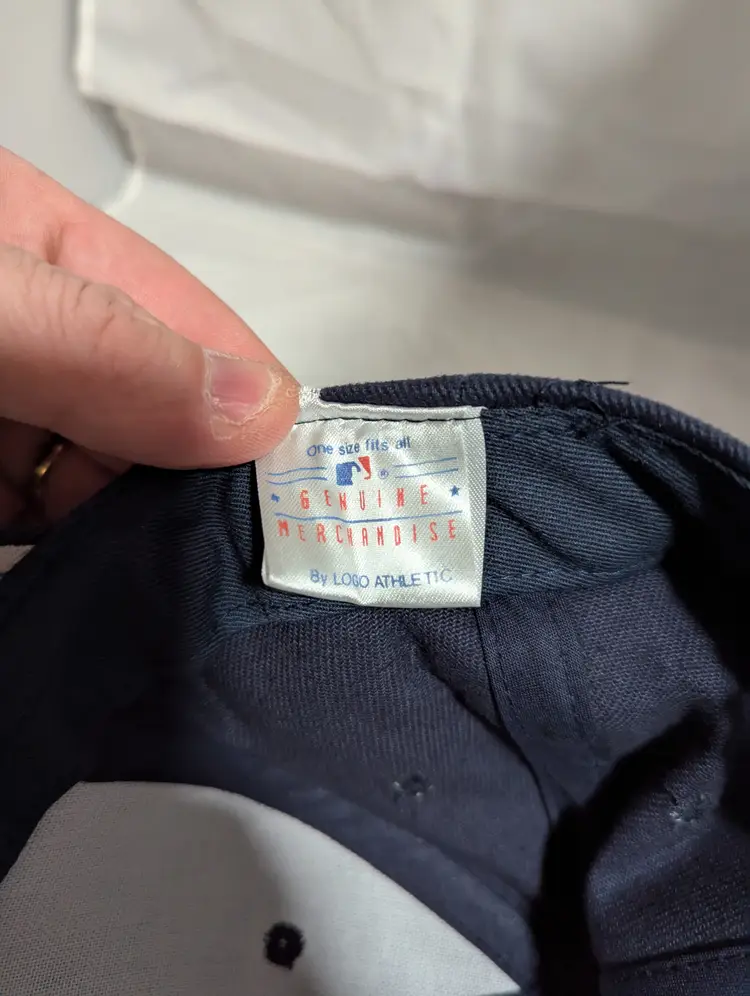 One size fits all
®
GENUINE
MERCHANDISE
By LOGO ATHLETIC